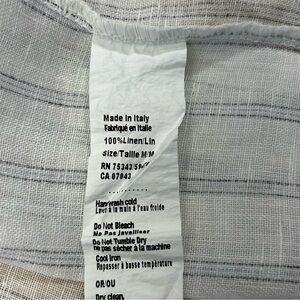 Made in Italy
Fabriqué en Italie
100%Linen/Lin
Size/Taille M/M
RN 75343
CA 07043
Handwash cold
Laver à la main à l'eau froide
Do Not Bleach
Ne Pas Javelliser
Do Not Tumble Dry
ne pas sècher à la machine
Cool Iron
Repasser à basse température
OR/OU
Dry clean